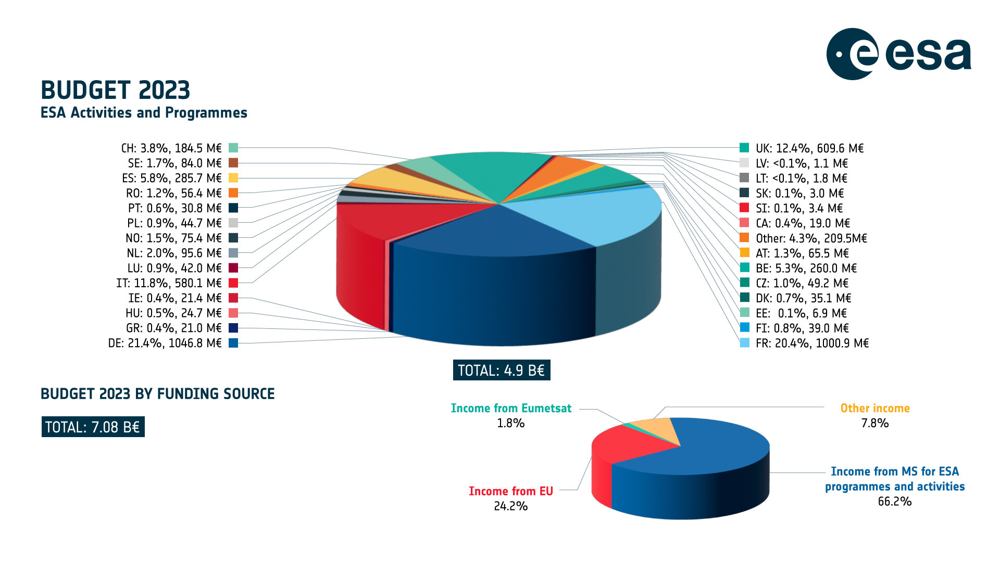 esa
BUDGET 2023
ESA Activities and Programmes
CH: 3.8%, 184.5 M€
SE: 1.7%, 84.0 M€
ES: 5.8%, 285.7 M€
RO: 1.2%, 56.4 M€
PT: 0.6%, 30.8 M€
PL: 0.9%, 44.7 M€
NO: 1.5%, 75.4 M€
NL: 2.0%, 95.6 M€
LU: 0.9%, 42.0 M€
IT: 11.8%, 580.1 M€
IE: 0.4%, 21.4 M€
HU: 0.5%, 24.7 M€
GR: 0.4%, 21.0 M€
DE: 21.4%, 1046.8 M€
UK: 12.4%, 609.6 M€
LV: <0.1%, 1.1 M€
LT: <0.1%, 1.8 M€
SK: 0.1%, 3.0 M€
SI: 0.1%, 3.4 M€
CA: 0.4%, 19.0 M€
Other: 4.3%, 209.5M€
AT: 1.3%, 65.5 M€
BE: 5.3%, 260.0 M€
CZ: 1.0%, 49.2 M€
DK: 0.7%, 35.1 M€
EE: 0.1%, 6.9 M€
FI: 0.8%, 39.0 M€
FR: 20.4%, 1000.9 M€
TOTAL: 4.9 B€
BUDGET 2023 BY FUNDING SOURCE
TOTAL: 7.08 B€
Income from Eumetsat
1.8%
Other income
7.8%
Income from EU
24.2%
Income from MS for ESA
programmes and activities
66.2%